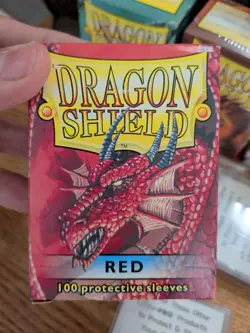 DRAGON
SHIELD
TM
RED
100 protective sleeves